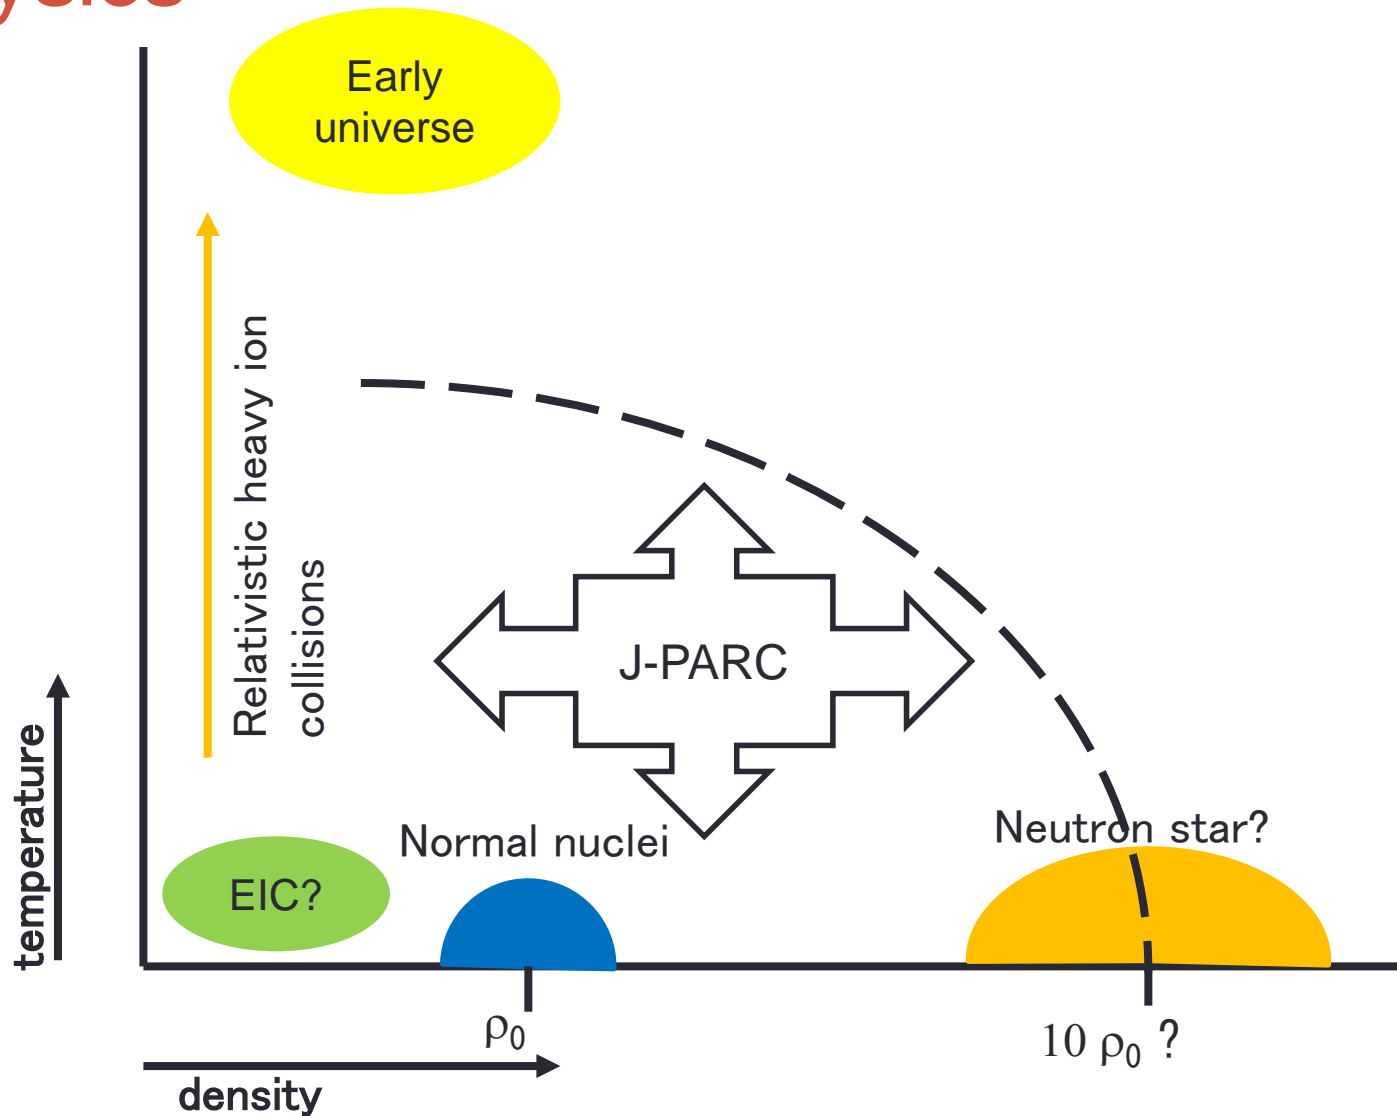 Early
universe
Relativistic heavy ion
collisions
J-PARC
temperature
Normal nuclei
Neutron star?
EIC?
ρ₀
10 ρ₀ ?
density